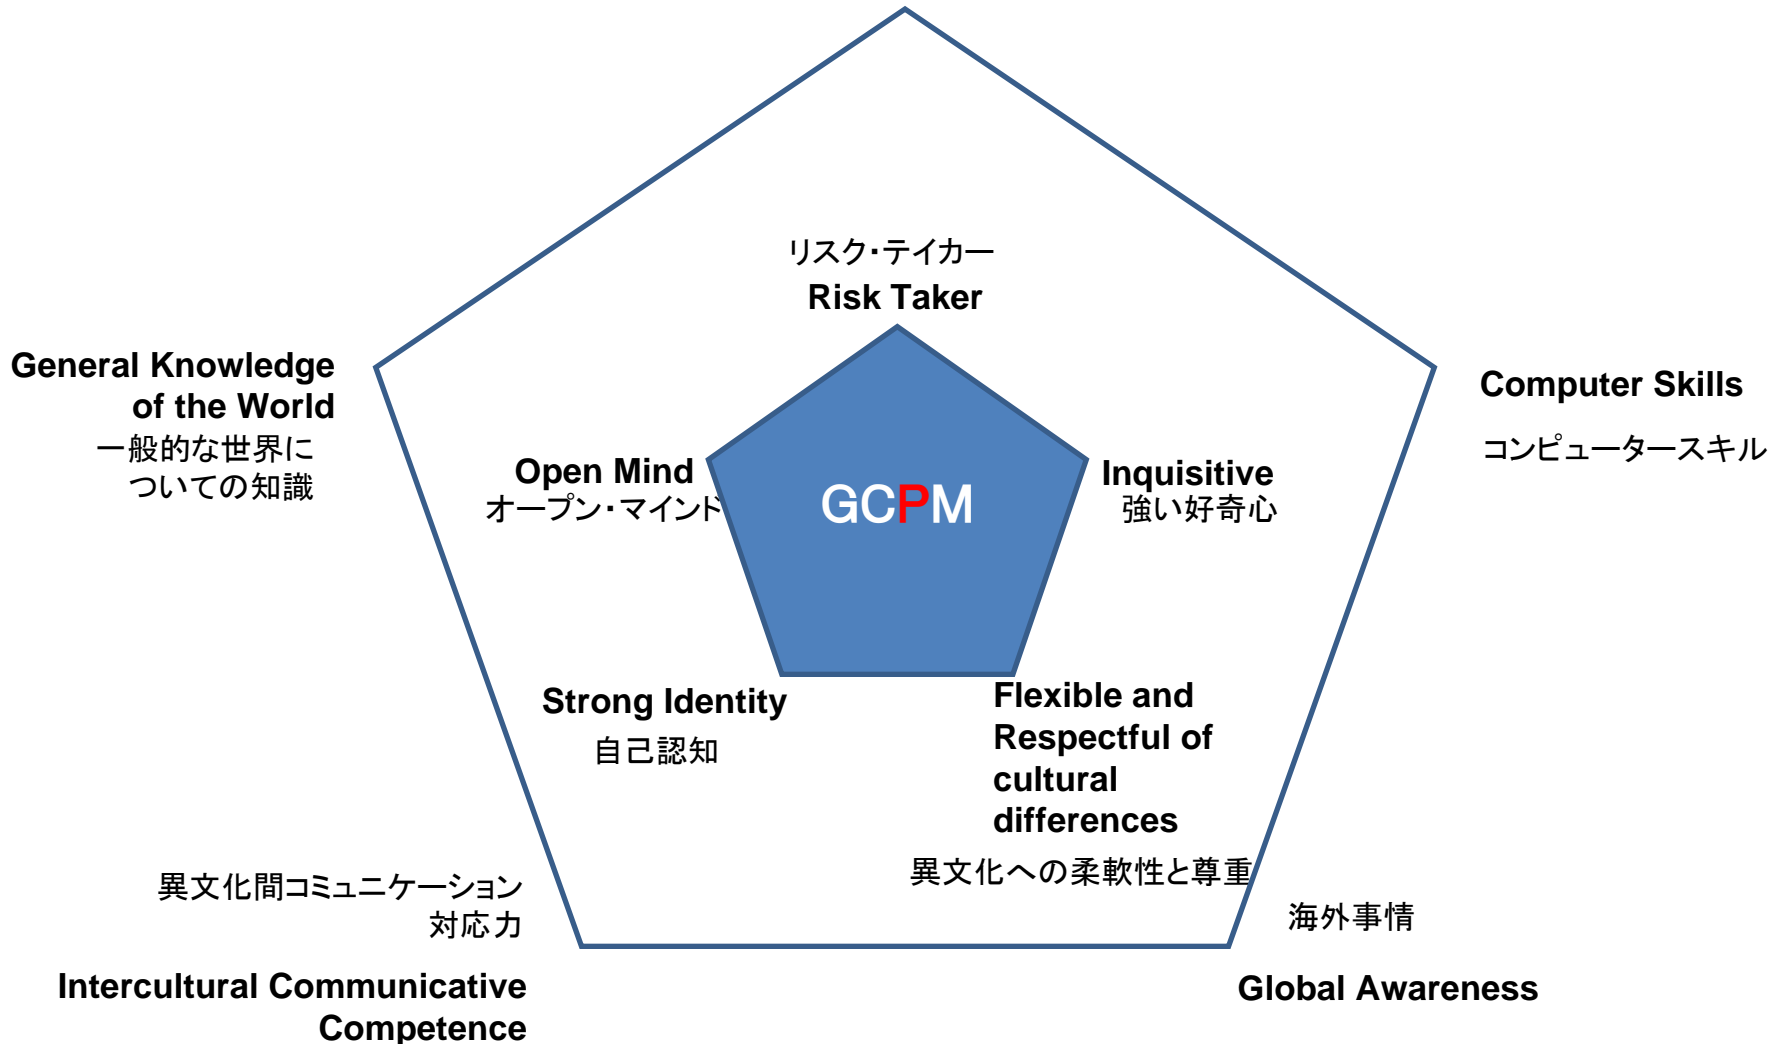 リスク・テイカー
Risk Taker
General Knowledge
of the World
一般的な世界に
ついての知識
Computer Skills
コンピュータースキル
Open Mind
オープン・マインド
GCPM
Inquisitive
強い好奇心
Strong Identity
自己認知
Flexible and
Respectful of
cultural
differences
異文化への柔軟性と尊重
異文化間コミュニケーション
対応力
Intercultural Communicative
Competence
海外事情
Global Awareness